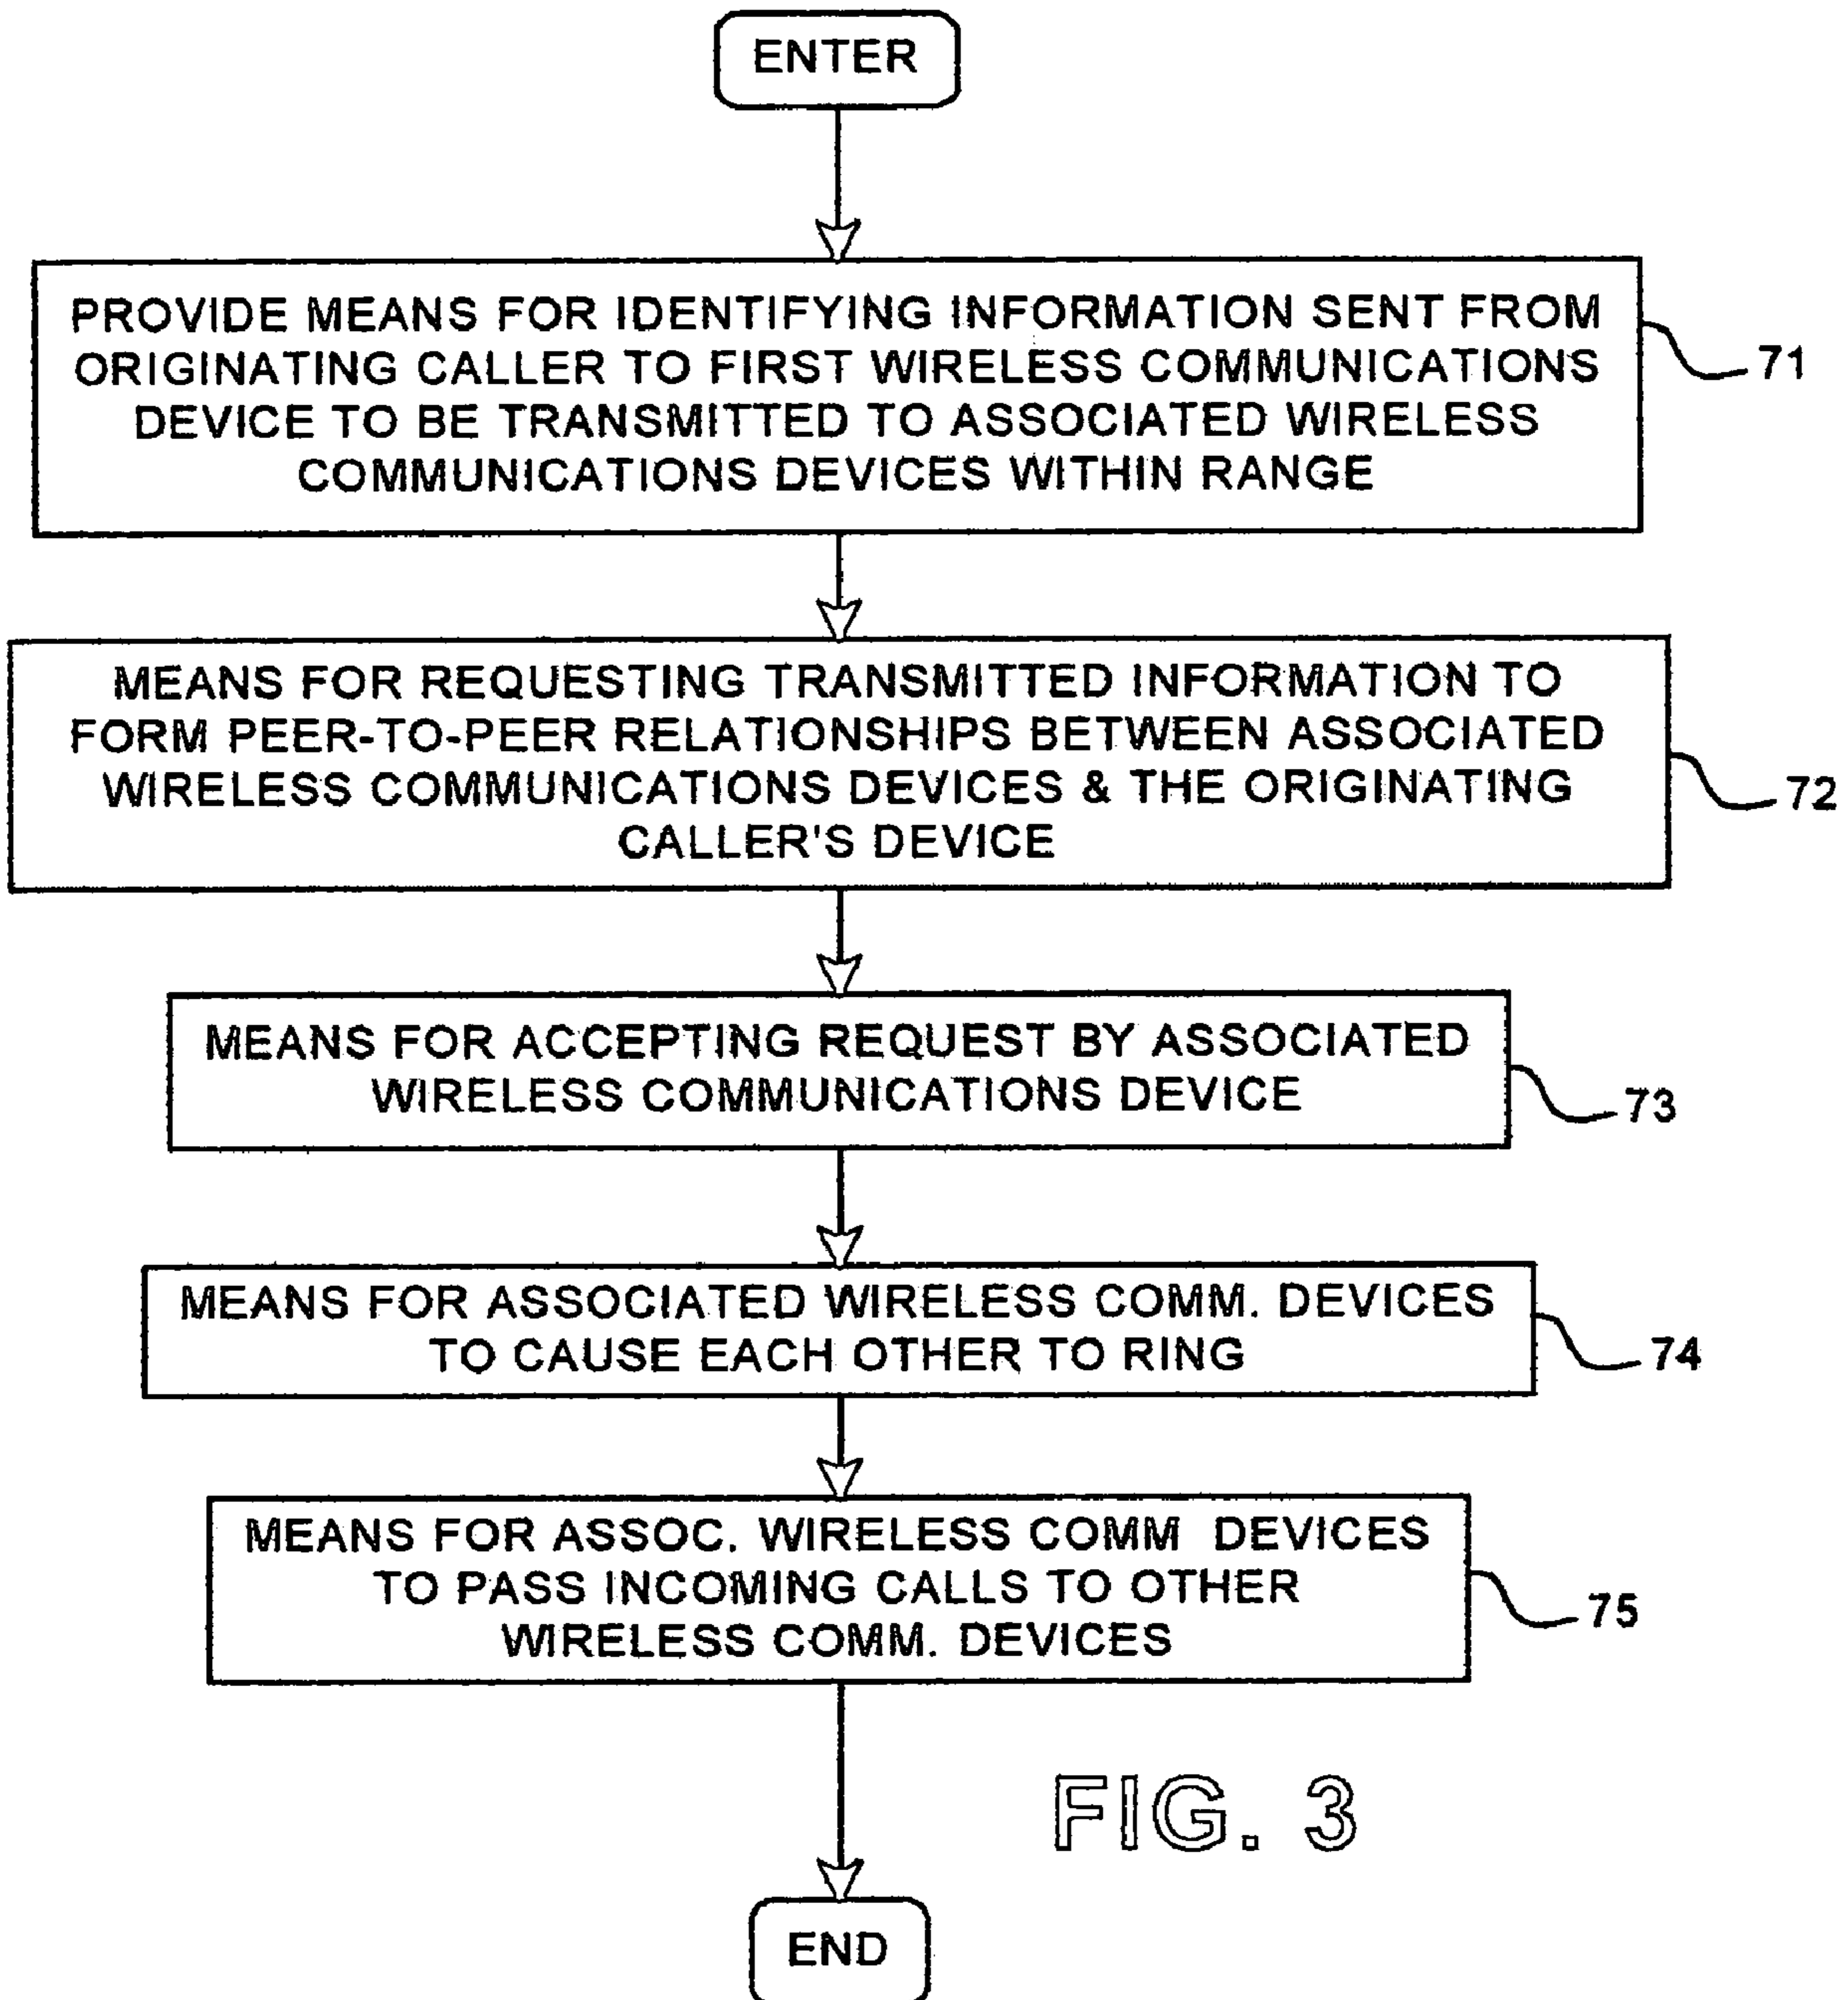 ENTER
PROVIDE MEANS FOR IDENTIFYING INFORMATION SENT FROM
ORIGINATING CALLER TO FIRST WIRELESS COMMUNICATIONS
DEVICE TO BE TRANSMITTED TO ASSOCIATED WIRELESS
COMMUNICATIONS DEVICES WITHIN RANGE
71
MEANS FOR REQUESTING TRANSMITTED INFORMATION TO
FORM PEER-TO-PEER RELATIONSHIPS BETWEEN ASSOCIATED
WIRELESS COMMUNICATIONS DEVICES & THE ORIGINATING
CALLER'S DEVICE
72
MEANS FOR ACCEPTING REQUEST BY ASSOCIATED
WIRELESS COMMUNICATIONS DEVICE
73
MEANS FOR ASSOCIATED WIRELESS COMM. DEVICES
TO CAUSE EACH OTHER TO RING
74
MEANS FOR ASSOC. WIRELESS COMM DEVICES
TO PASS INCOMING CALLS TO OTHER
WIRELESS COMM. DEVICES
75
FIG. 3
END